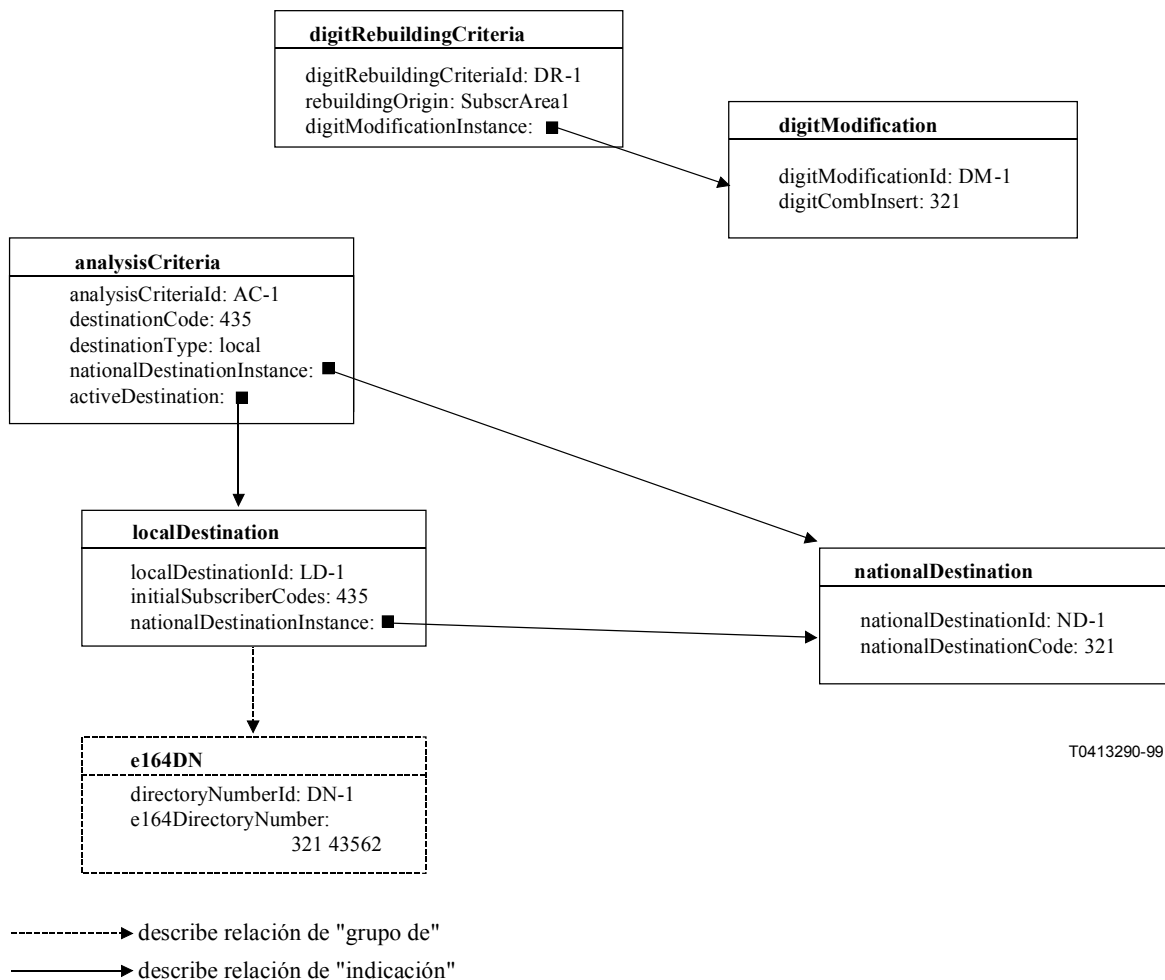 digitRebuildingCriteria
digitRebuildingCriteriaId: DR-1
rebuildingOrigin: SubscrArea1
digitModificationInstance:
digitModification
digitModificationId: DM-1
digitCombInsert: 321
analysisCriteria
analysisCriteriaId: AC-1
destinationCode: 435
destinationType: local
nationalDestinationInstance:
activeDestination:
localDestination
localDestinationId: LD-1
initialSubscriberCodes: 435
nationalDestinationInstance:
nationalDestination
nationalDestinationId: ND-1
nationalDestinationCode: 321
e164DN
directoryNumberId: DN-1
e164DirectoryNumber:
321 43562
T0413290-99
describe relación de "grupo de"
describe relación de "indicación"